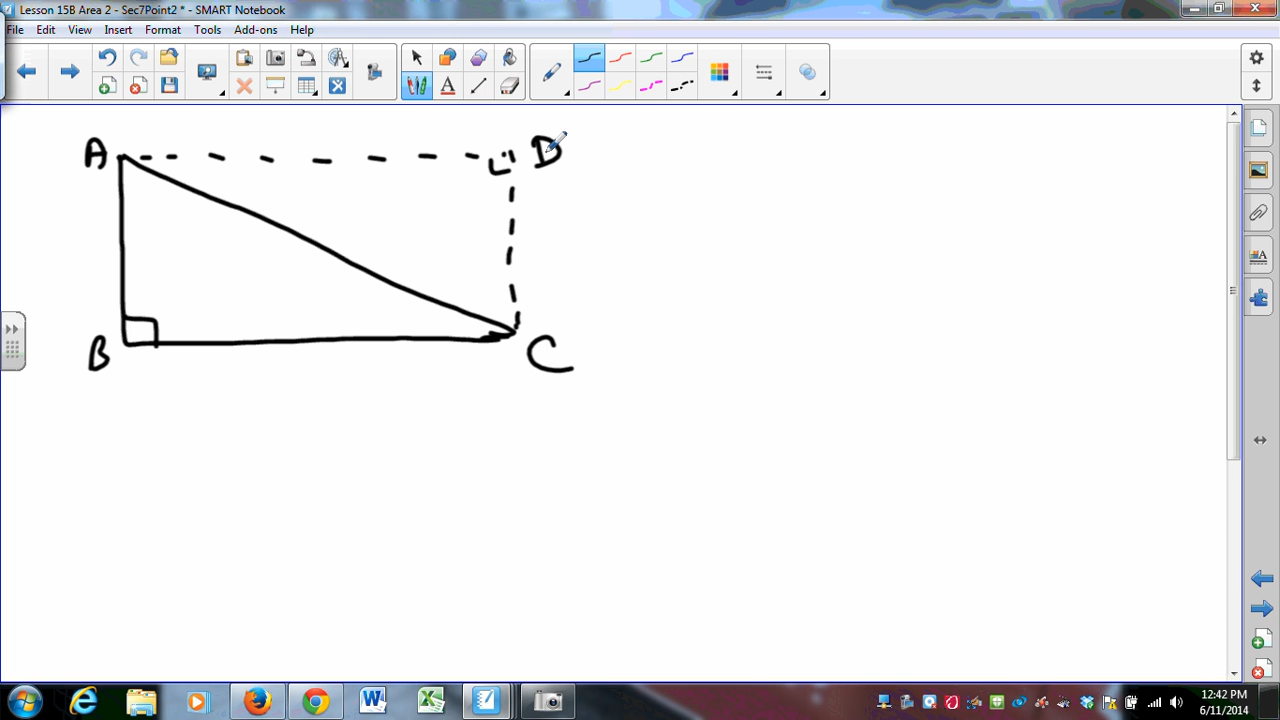 Lesson 15B Area 2 - Sec7Point2 * - SMART Notebook
File Edit View Insert Format Tools Add-ons Help
A D
B C
12:42 PM
6/11/2014